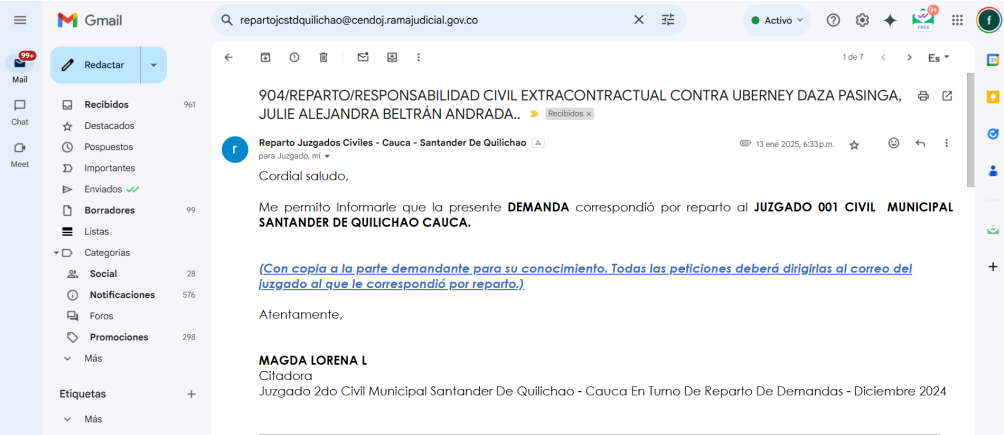 Gmail
repartojcstdquilichao@cendoj.ramajudicial.gov.co
Activo
9+
FREE
f
99+
Mail
Chat
Meet
Redactar
Recibidos 961
Destacados
Pospuestos
Importantes
Enviados
Borradores 99
Listas
Categorías
Social 28
Notificaciones 576
Foros
Promociones 298
Más
Etiquetas
Más
1 de 7
Es
904/REPARTO/RESPONSABILIDAD CIVIL EXTRACONTRACTUAL CONTRA UBERNEY DAZA PASINGA,
JULIE ALEJANDRA BELTRÁN ANDRADA..
Recibidos x
r
Reparto Juzgados Civiles - Cauca - Santander De Quilichao
13 ene 2025, 6:33 p.m.
para Juzgado, mí
Cordial saludo,
Me permito Informarle que la presente DEMANDA correspondió por reparto al JUZGADO 001 CIVIL MUNICIPAL
SANTANDER DE QUILICHAO CAUCA.
(Con copia a la parte demandante para su conocimiento. Todas las peticiones deberá dirigirlas al correo del
juzgado al que le correspondió por reparto.)
Atentamente,
MAGDA LORENA L
Citadora
Juzgado 2do Civil Municipal Santander De Quilichao - Cauca En Turno De Reparto De Demandas - Diciembre 2024